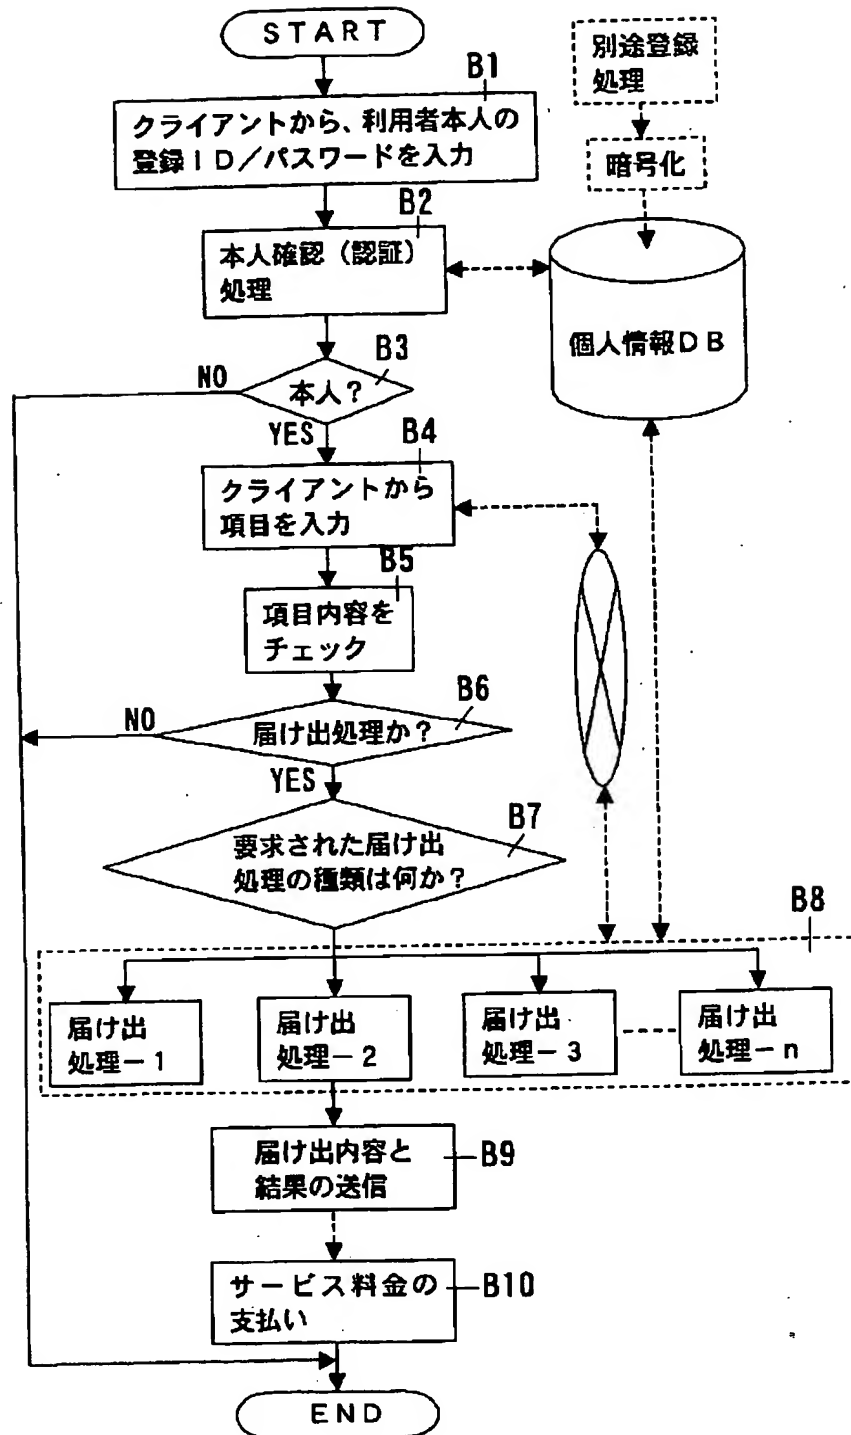 START
B1
別途登録
処理
クライアントから、利用者本人の
登録ID/パスワードを入力
暗号化
B2
本人確認(認証)
処理
個人情報DB
B3
NO
本人?
YES
B4
クライアントから
項目を入力
B5
項目内容を
チェック
B6
NO
届け出処理か?
YES
B7
要求された届け出
処理の種類は何か?
B8
届け出
処理-1
届け出
処理-2
届け出
処理-3
届け出
処理-n
届け出内容と
結果の送信
B9
サービス料金の
支払い
B10
END